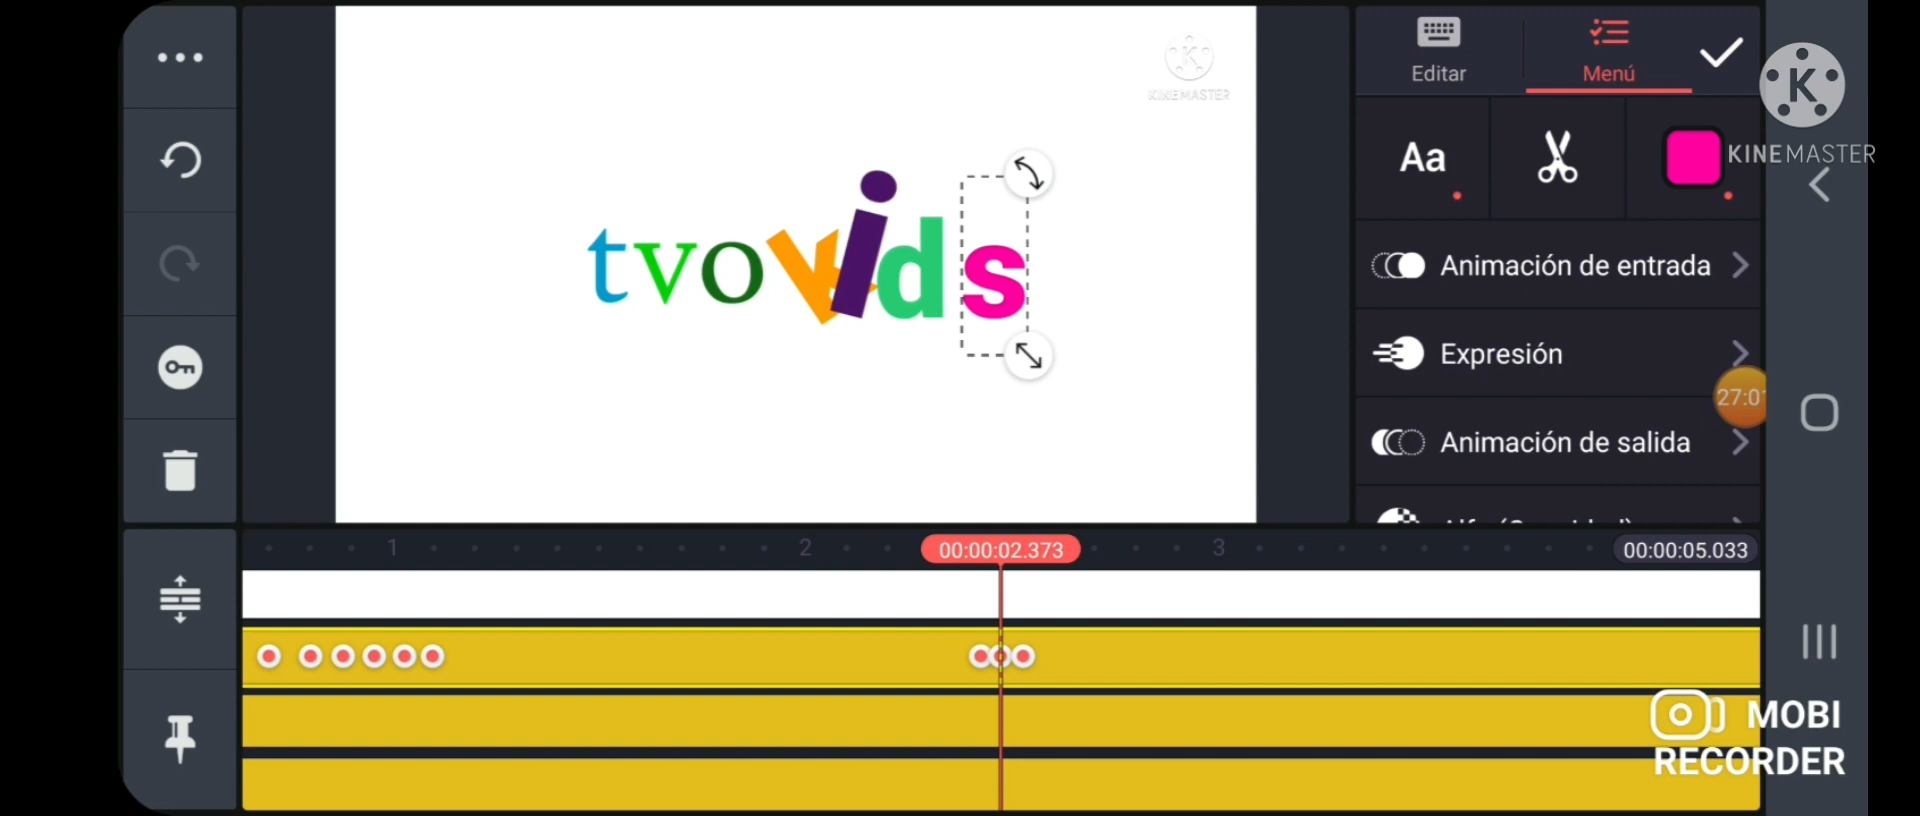 KINEMASTER
Editar
Menú
KINEMASTER
Aa
tvokids
Animación de entrada
Expresión
27:01
Animación de salida
1
2
00:00:02.373
3
00:00:05.033
MOBI
RECORDER